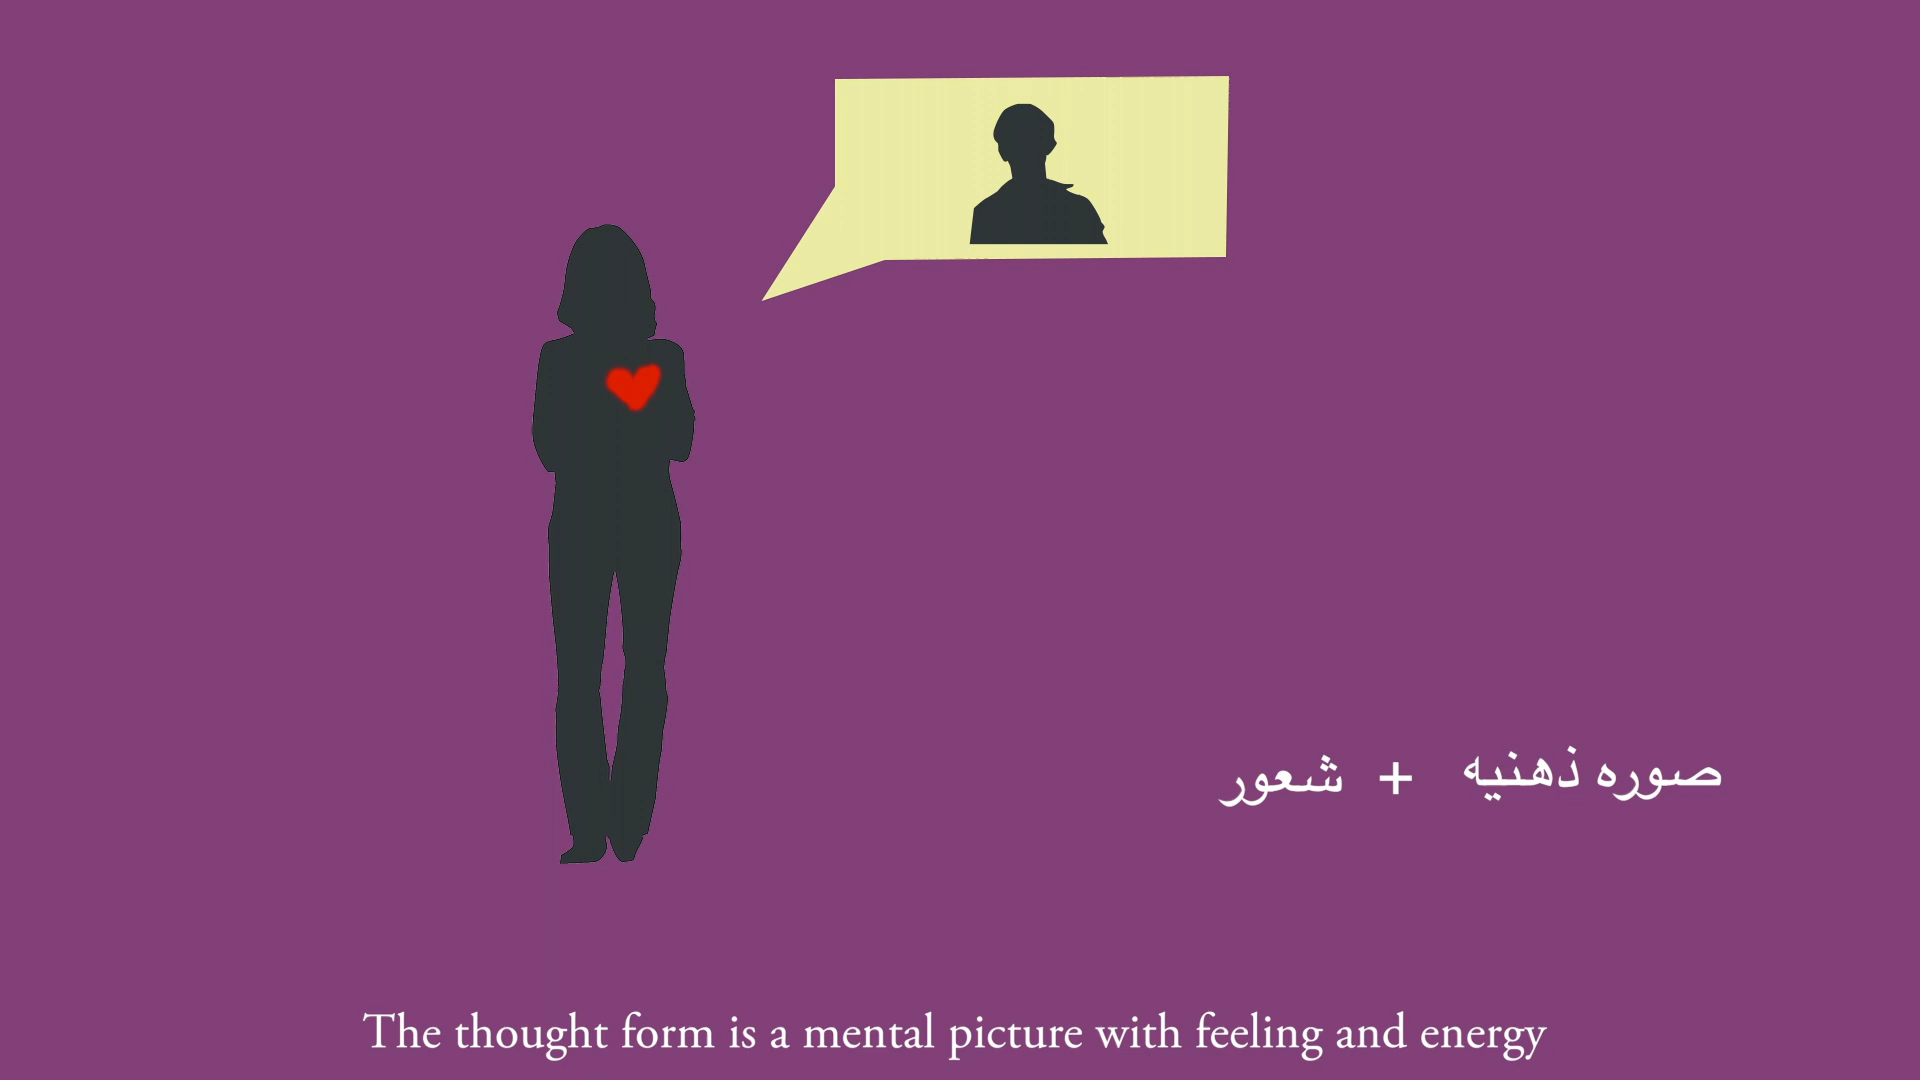 صوره ذهنيه + شعور
The thought form is a mental picture with feeling and energy